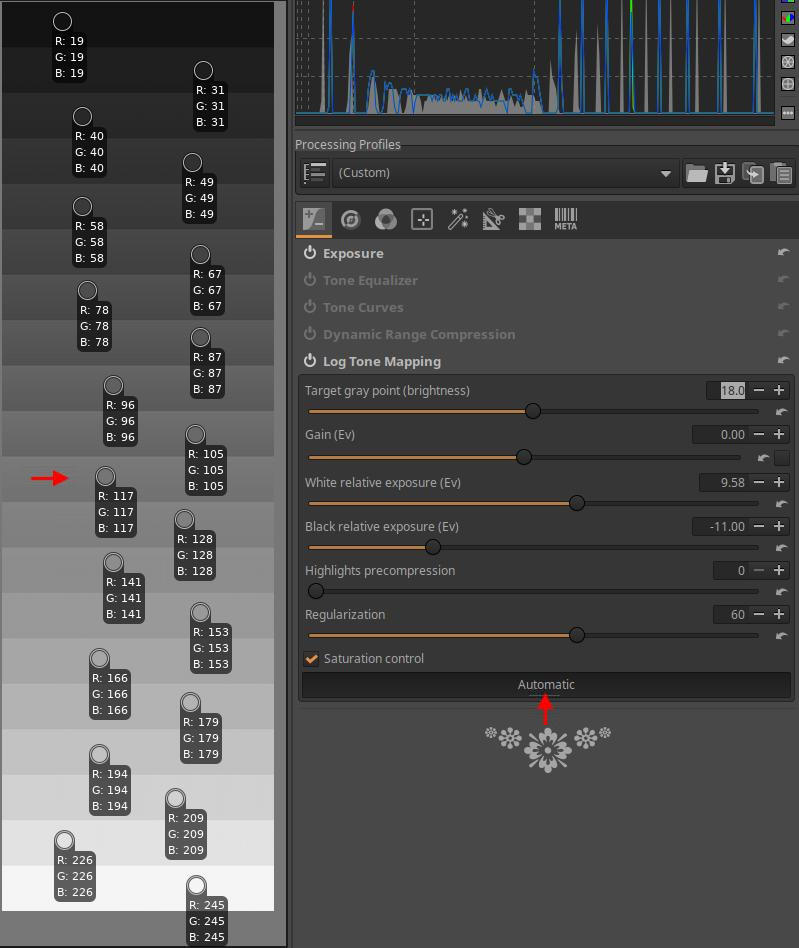 R: 19
G: 19
B: 19
R: 31
G: 31
B: 31
R: 40
G: 40
B: 40
R: 49
G: 49
B: 49
R: 58
G: 58
B: 58
R: 67
G: 67
B: 67
R: 78
G: 78
B: 78
R: 87
G: 87
B: 87
R: 96
G: 96
B: 96
R: 105
G: 105
B: 105
R: 117
G: 117
B: 117
R: 128
G: 128
B: 128
R: 141
G: 141
B: 141
R: 153
G: 153
B: 153
R: 166
G: 166
B: 166
R: 179
G: 179
B: 179
R: 194
G: 194
B: 194
R: 209
G: 209
B: 209
R: 226
G: 226
B: 226
R: 245
G: 245
B: 245
Processing Profiles
(Custom)
META
Exposure
Tone Equalizer
Tone Curves
Dynamic Range Compression
Log Tone Mapping
Target gray point (brightness) 18.0
Gain (Ev) 0.00
White relative exposure (Ev) 9.58
Black relative exposure (Ev) -11.00
Highlights precompression 0
Regularization 60
Saturation control
Automatic